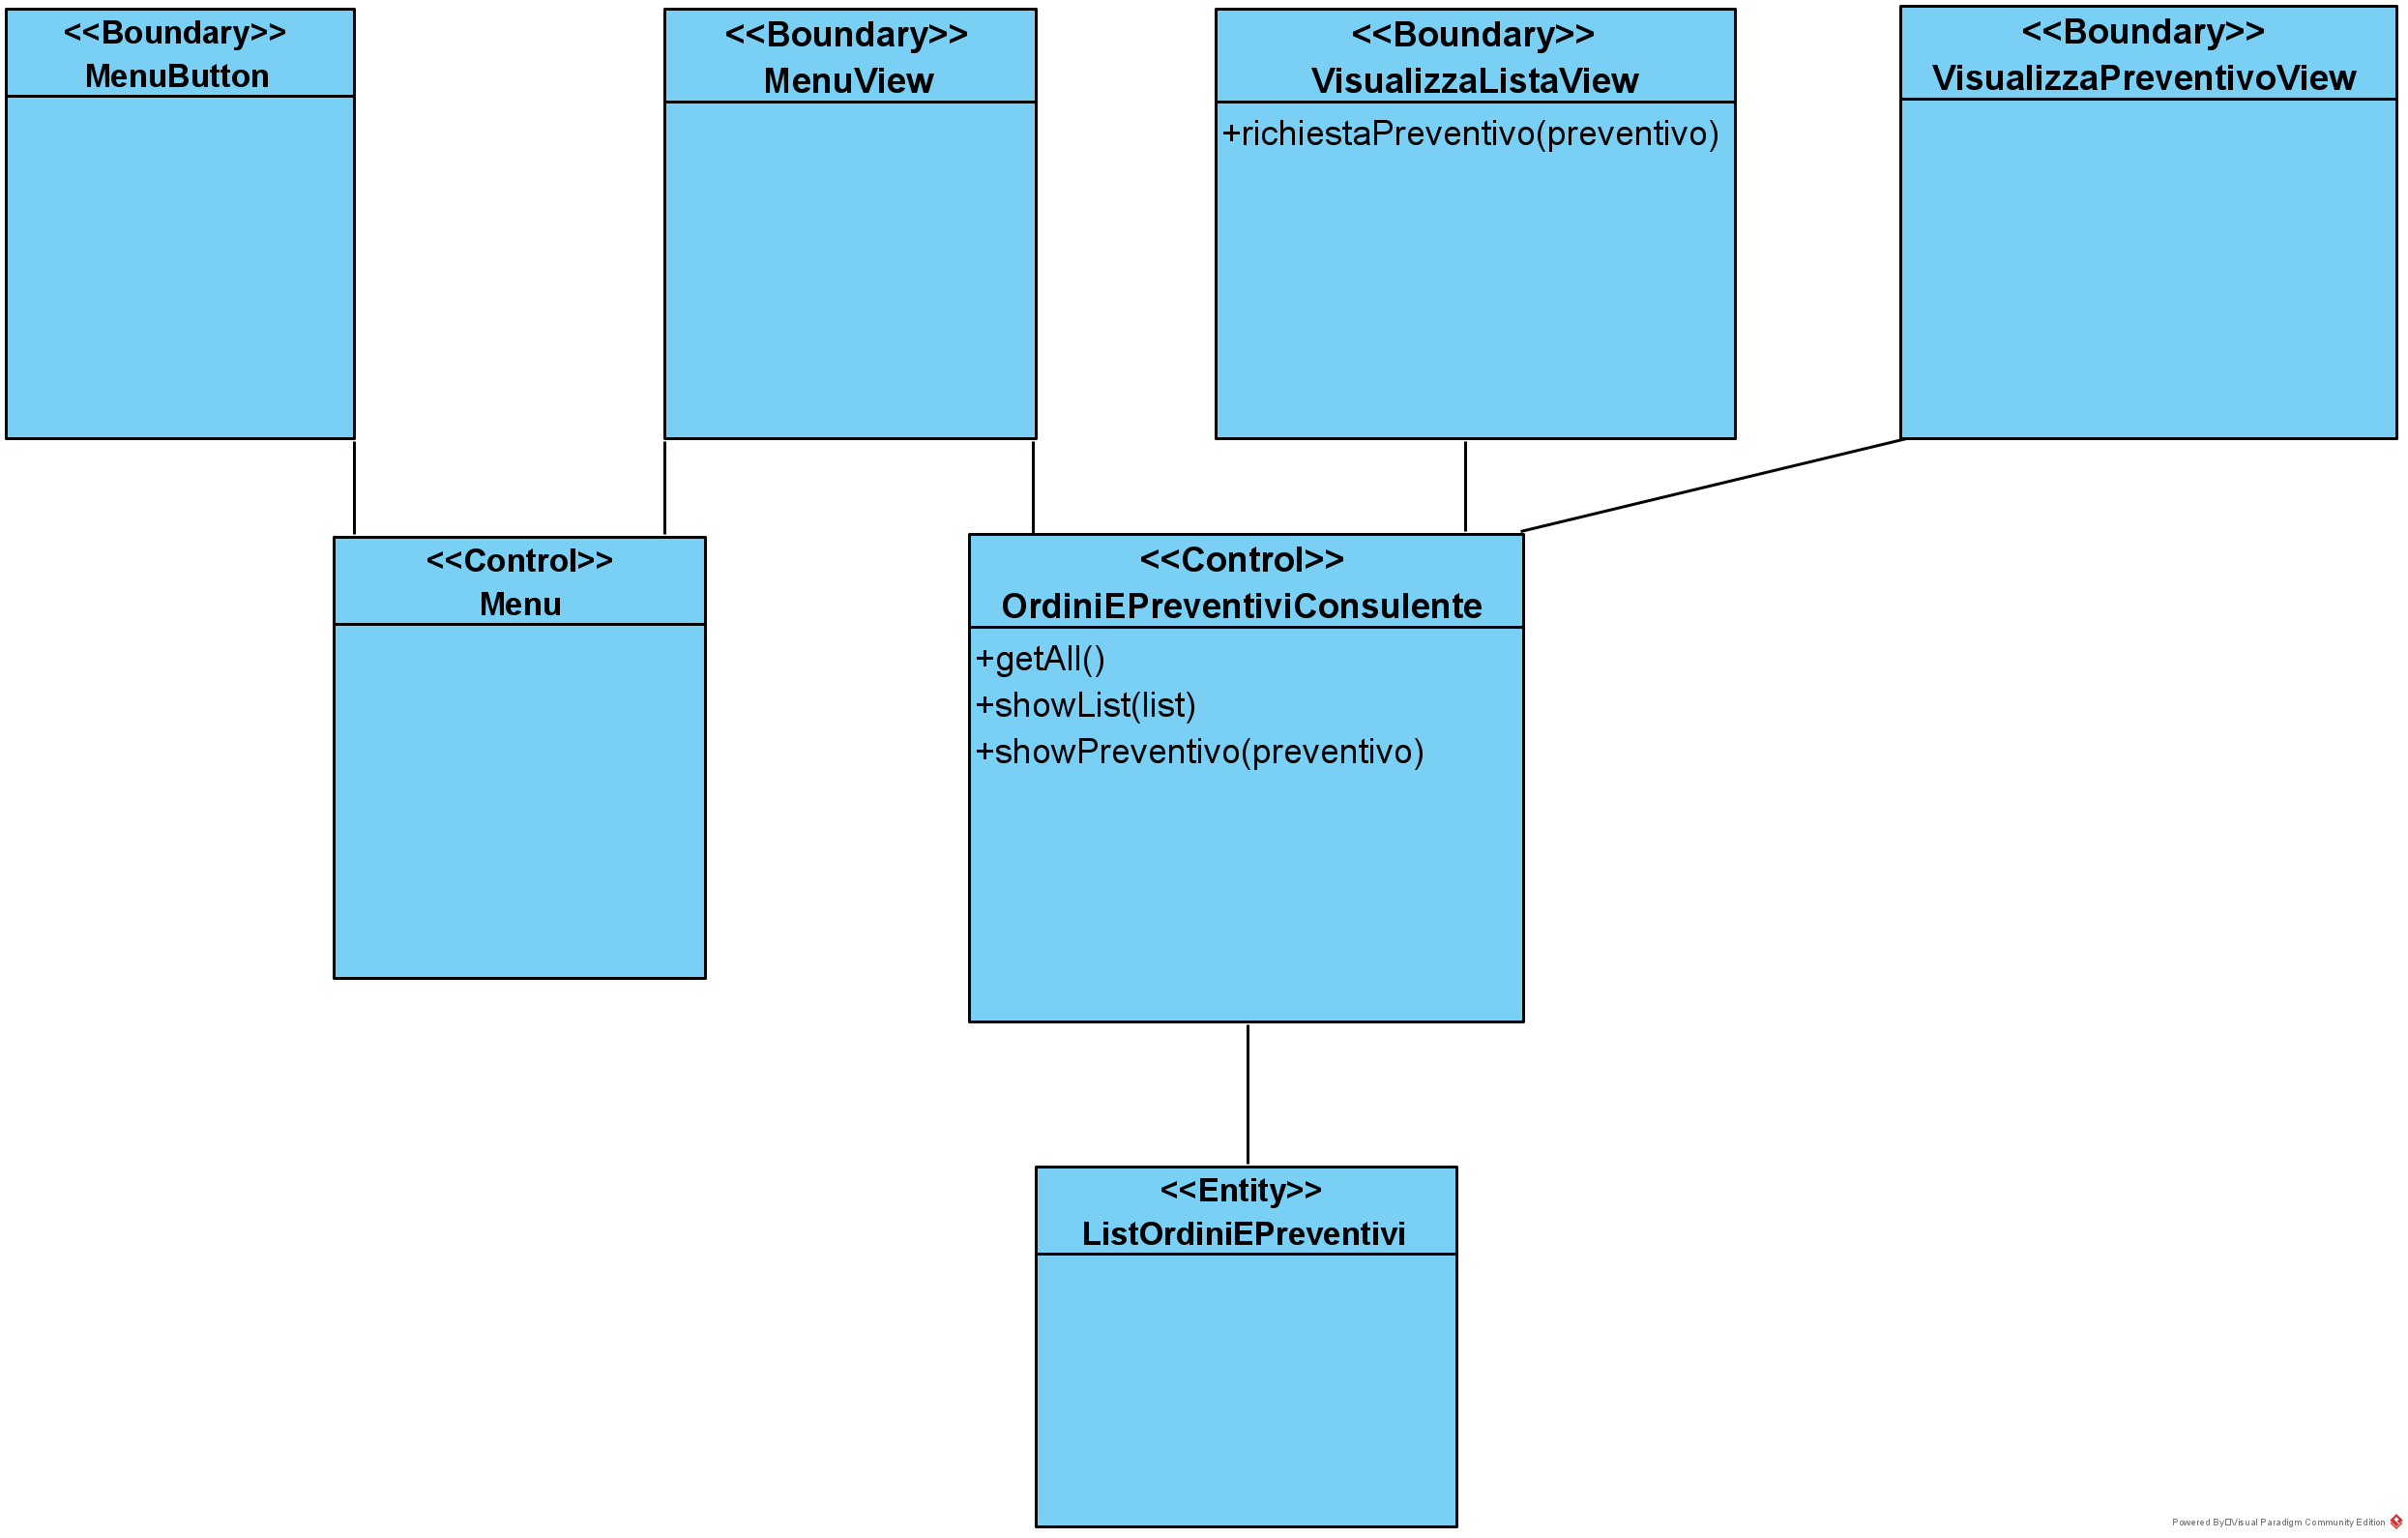 <<Boundary>>
MenuButton
<<Boundary>>
MenuView
<<Boundary>>
VisualizzaListaView
+richiestaPreventivo(preventivo)
<<Boundary>>
VisualizzaPreventivoView
<<Control>>
Menu
<<Control>>
OrdiniEPreventiviConsulente
+getAll()
+showList(list)
+showPreventivo(preventivo)
<<Entity>>
ListOrdiniEPreventivi
Powered By□Visual Paradigm Community Edition